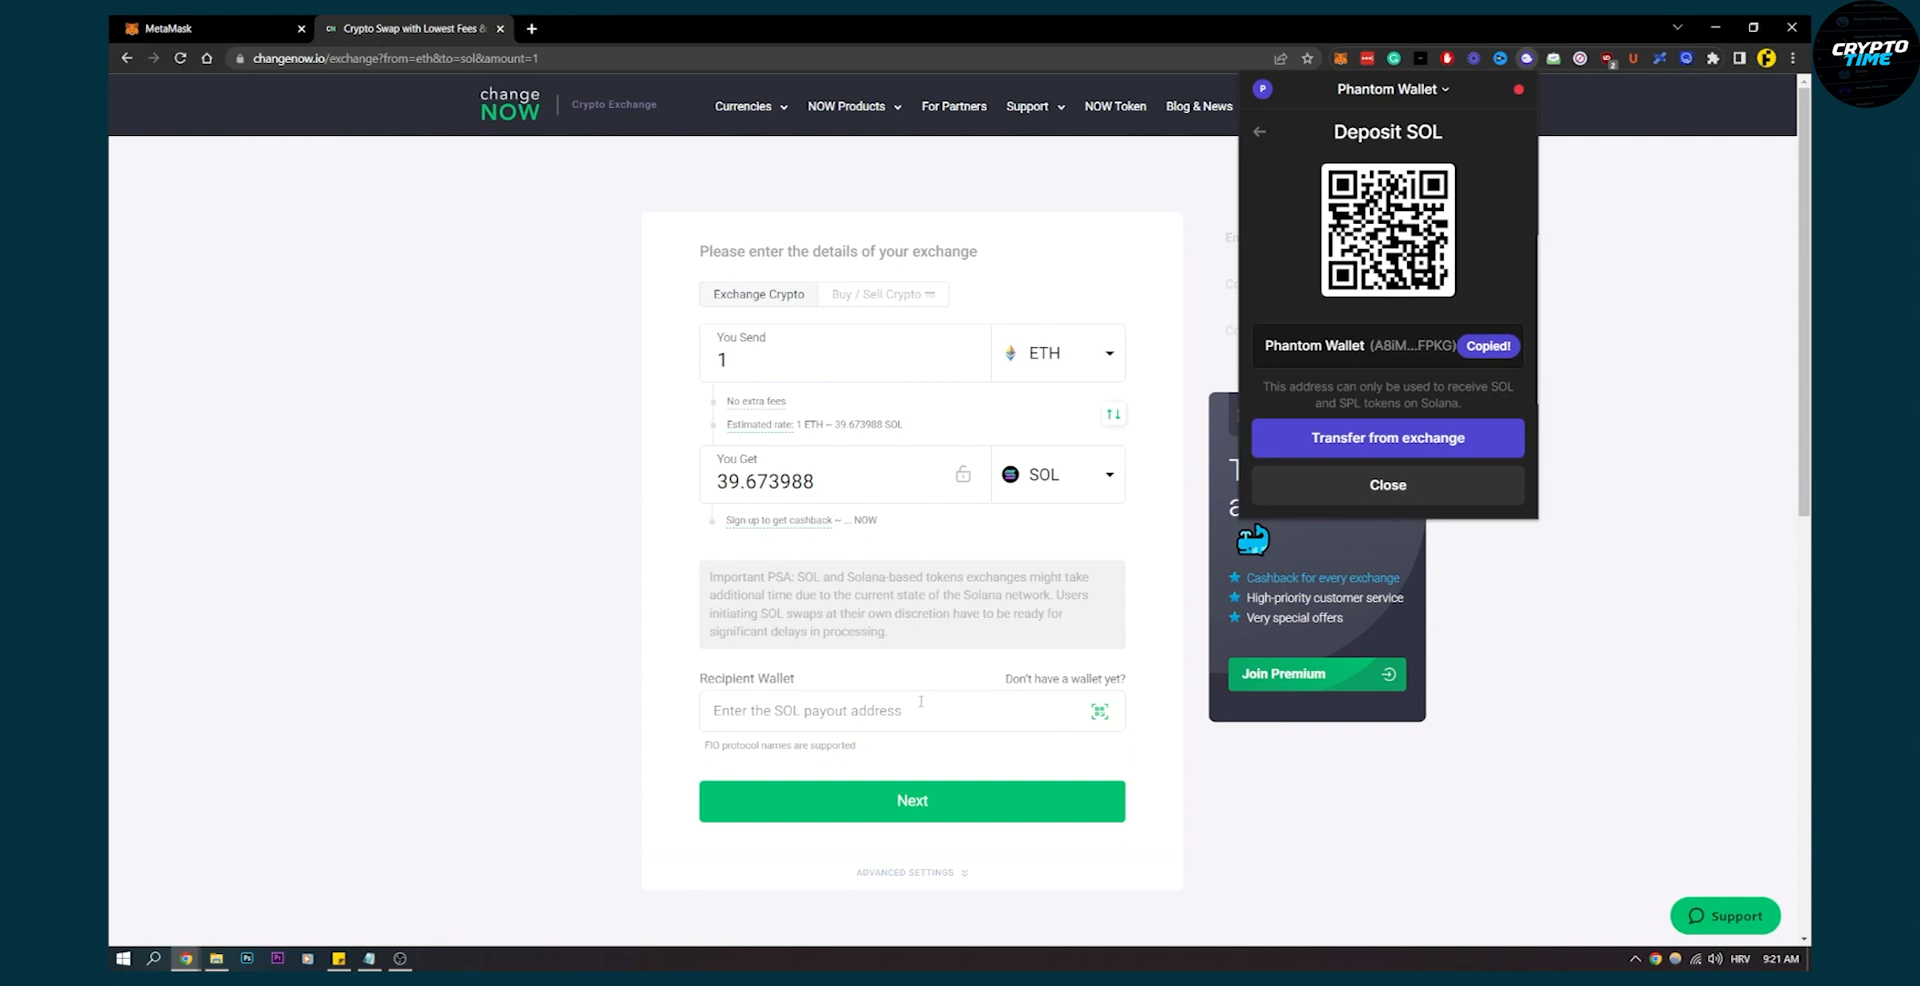 MetaMask
CN Crypto Swap with Lowest Fees &
changenow.io/exchange?from=eth&to=sol&amount=1
CRYPTO
TIME
change
NOW
Crypto Exchange
Currencies
NOW Products
For Partners
Support
NOW Token
Blog & News
P
Phantom Wallet
Deposit SOL
Phantom Wallet (A8iM...FPKG) Copied!
This address can only be used to receive SOL
and SPL tokens on Solana.
Transfer from exchange
Close
Please enter the details of your exchange
Exchange Crypto
Buy / Sell Crypto
You Send
1
ETH
No extra fees
Estimated rate: 1 ETH ~ 39.673988 SOL
You Get
39.673988
SOL
Sign up to get cashback ~ ... NOW
Important PSA: SOL and Solana-based tokens exchanges might take
additional time due to the current state of the Solana network. Users
initiating SOL swaps at their own discretion have to be ready for
significant delays in processing.
Recipient Wallet
Don't have a wallet yet?
Enter the SOL payout address
FIO protocol names are supported
Next
ADVANCED SETTINGS
Cashback for every exchange
High-priority customer service
Very special offers
Join Premium
Support
HRV
9:21 AM